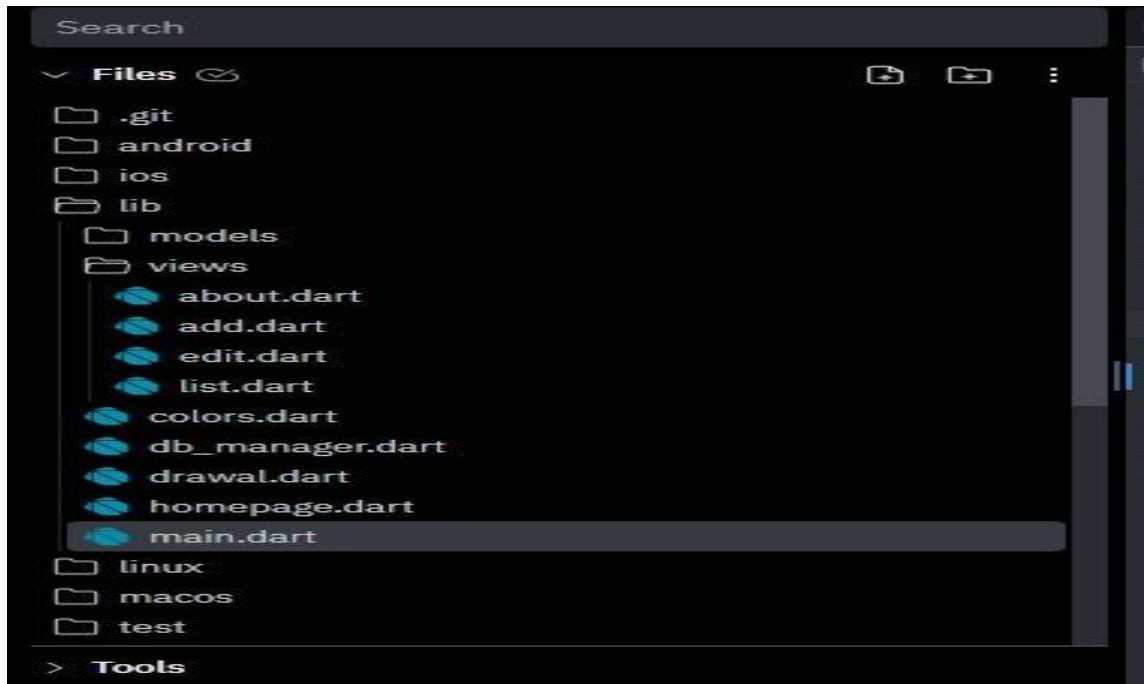 Search
Files
.git
android
ios
lib
models
views
about.dart
add.dart
edit.dart
list.dart
colors.dart
db_manager.dart
drawal.dart
homepage.dart
main.dart
linux
macos
test
Tools